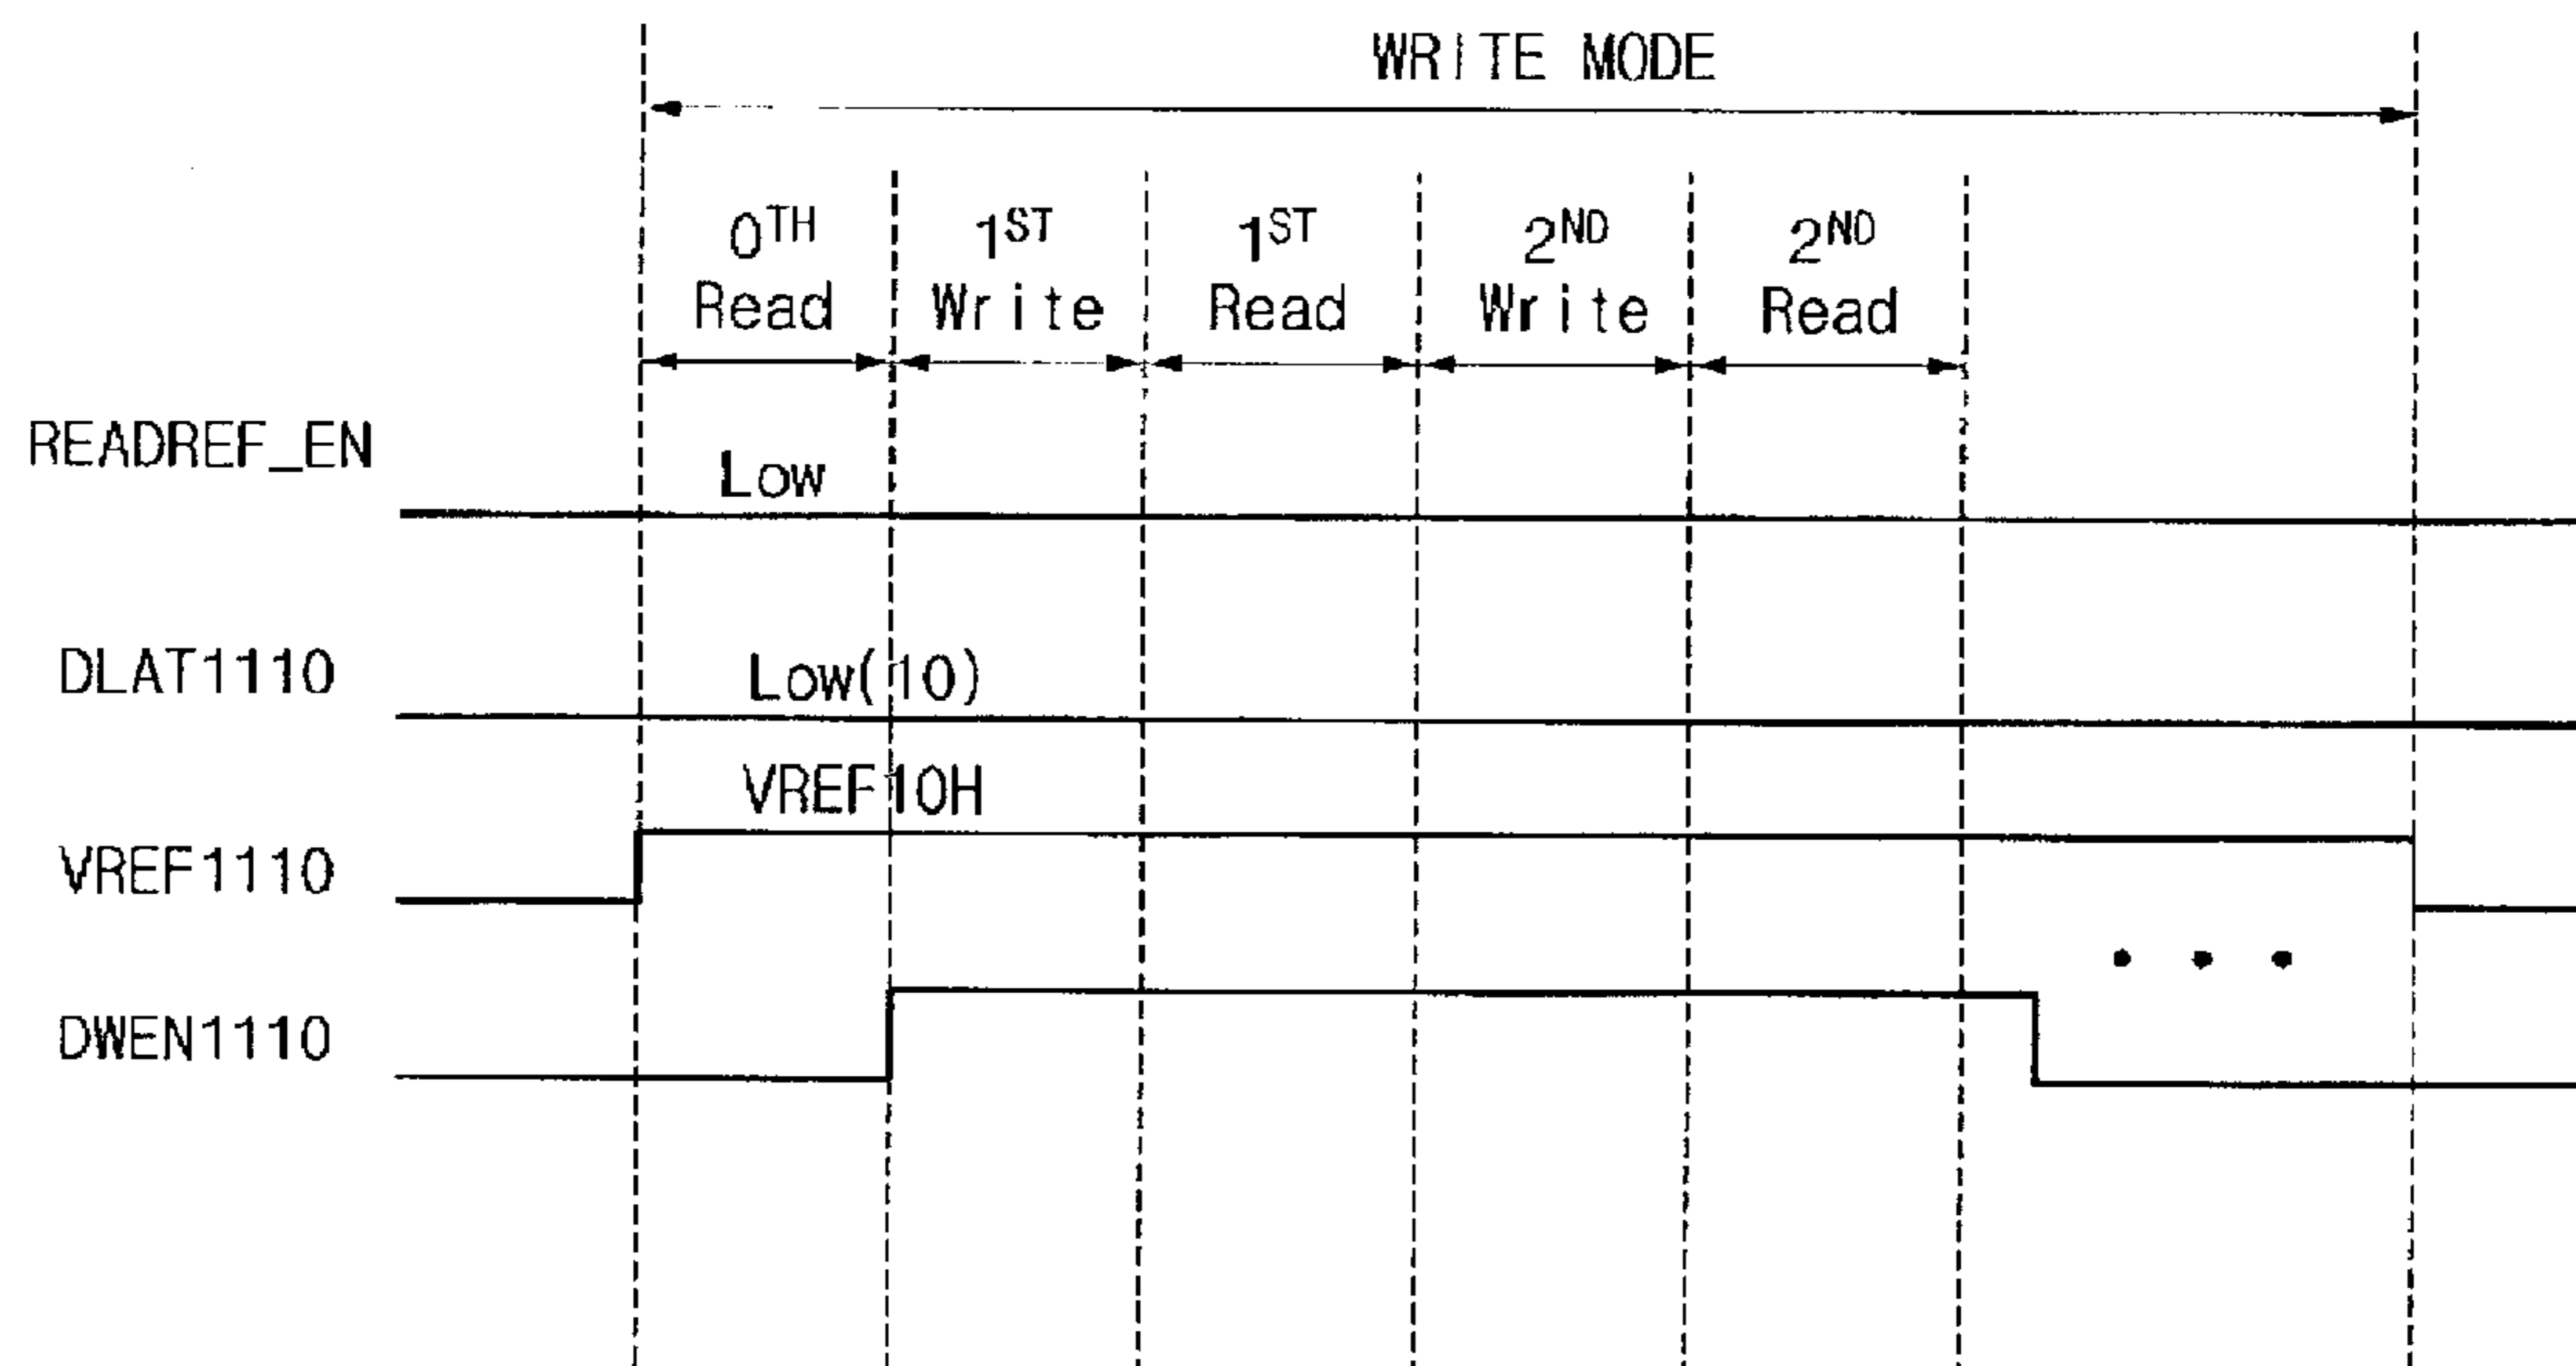 WRITE MODE
0TH Read
1ST Write
1ST Read
2ND Write
2ND Read
READREF_EN
Low
DLAT1110
Low(10)
VREF1110
VREF10H
DWEN1110